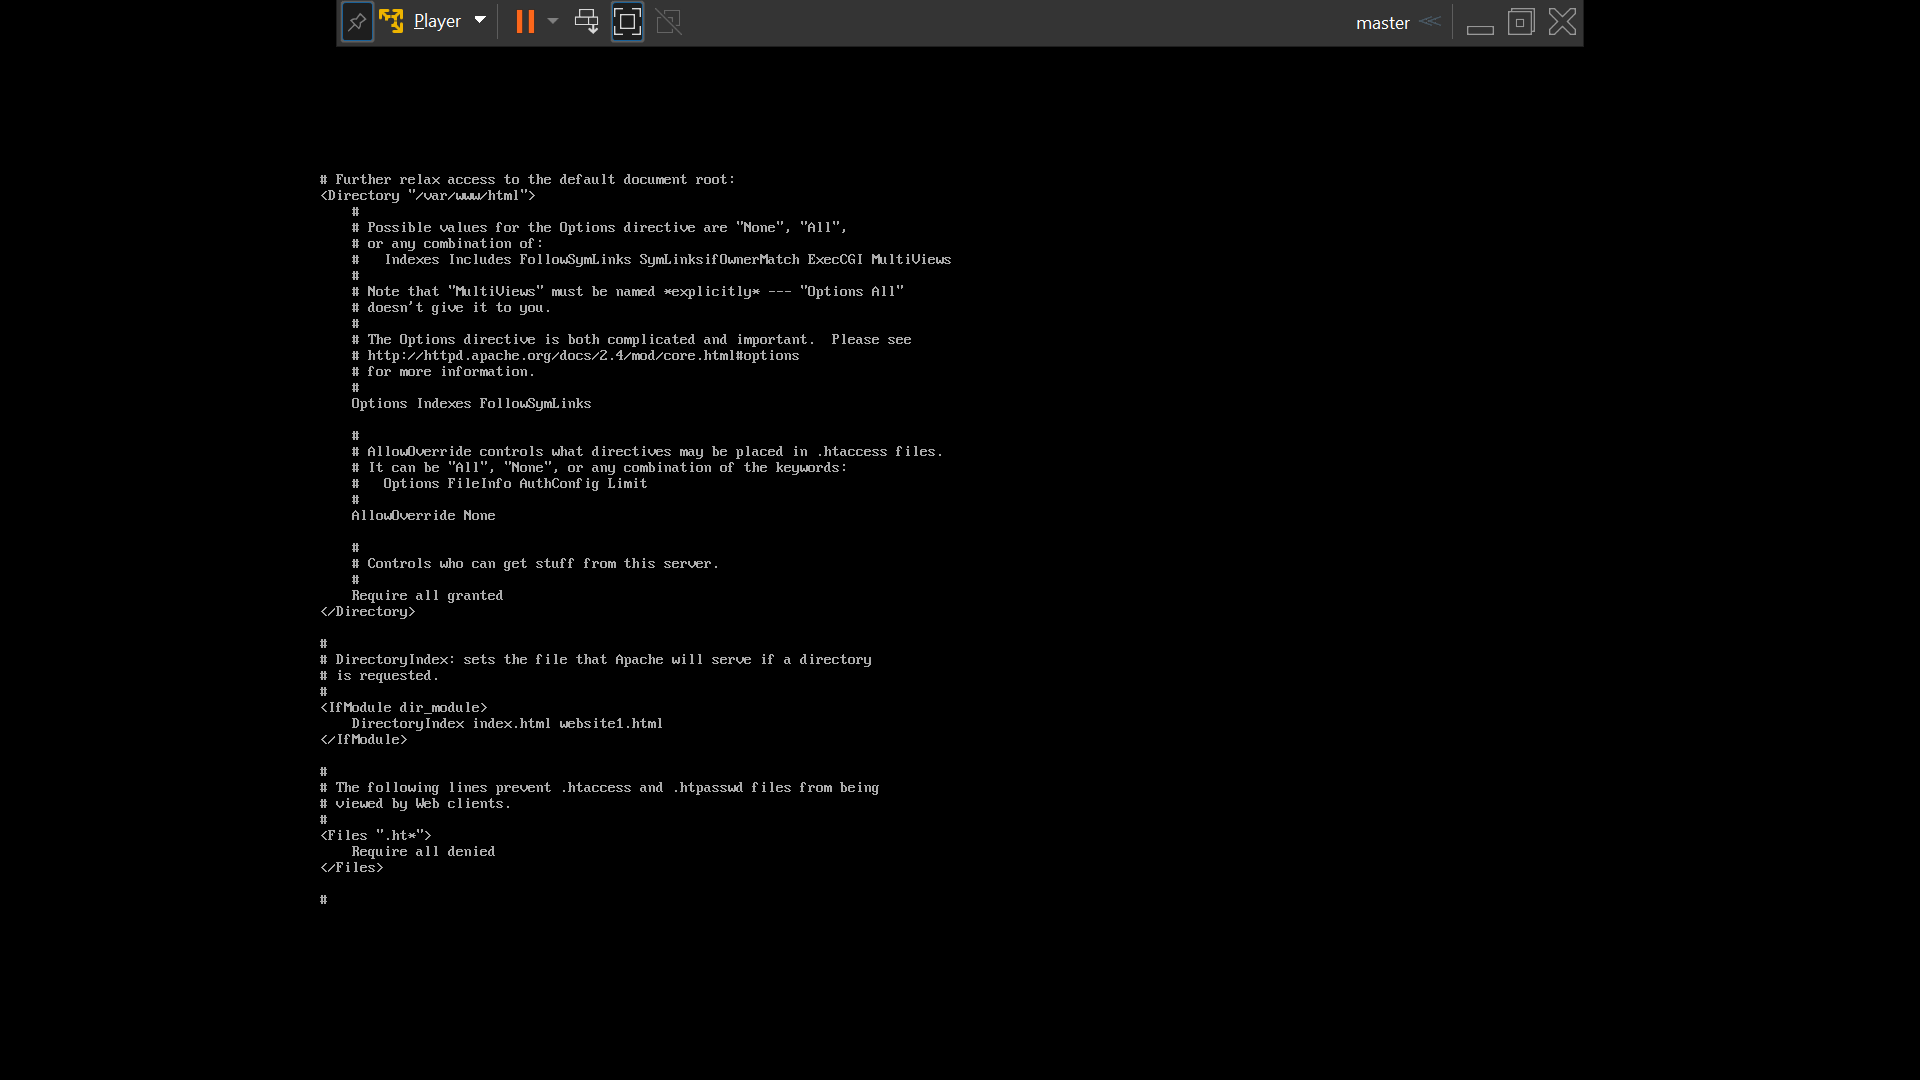 Player
master
# Further relax access to the default document root:
<Directory "/var/www/html">
    #
    # Possible values for the Options directive are "None", "All",
    # or any combination of:
    #   Indexes Includes FollowSymLinks SymLinksifOwnerMatch ExecCGI MultiViews
    #
    # Note that "MultiViews" must be named *explicitly* --- "Options All"
    # doesn't give it to you.
    #
    # The Options directive is both complicated and important.  Please see
    # http://httpd.apache.org/docs/2.4/mod/core.html#options
    # for more information.
    #
    Options Indexes FollowSymLinks

    #
    # AllowOverride controls what directives may be placed in .htaccess files.
    # It can be "All", "None", or any combination of the keywords:
    #   Options FileInfo AuthConfig Limit
    #
    AllowOverride None

    #
    # Controls who can get stuff from this server.
    #
    Require all granted
</Directory>

#
# DirectoryIndex: sets the file that Apache will serve if a directory
# is requested.
#
<IfModule dir_module>
    DirectoryIndex index.html website1.html
</IfModule>

#
# The following lines prevent .htaccess and .htpasswd files from being
# viewed by Web clients.
#
<Files ".ht*">
    Require all denied
</Files>

#